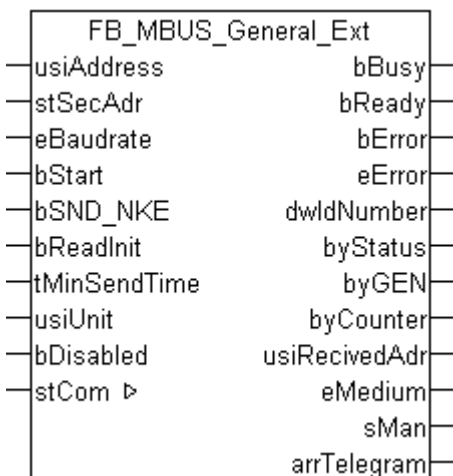 FB_MBUS_General_Ext
usiAddress bBusy
stSecAdr bReady
eBaudrate bError
bStart eError
bSND_NKE dwIdNumber
bReadInit byStatus
tMinSendTime byGEN
usiUnit byCounter
bDisabled usiRecivedAdr
stCom ▷ eMedium
sMan
arrTelegram